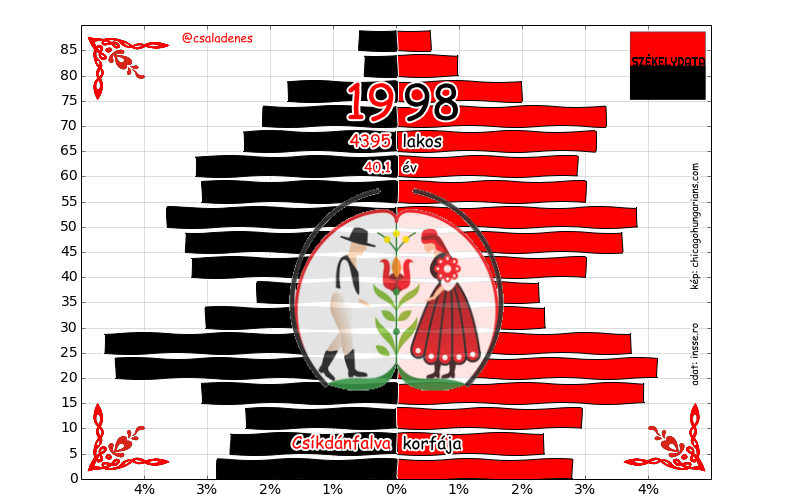 @csaladenes
SZÉKELYDATA
1998
4395 lakos
40.1 év
kép: chicagohungarians.com
adat: insse.ro
Csíkdánfalva korfája
85
80
75
70
65
60
55
50
45
40
35
30
25
20
15
10
5
0
4% 3% 2% 1% 0% 1% 2% 3% 4%